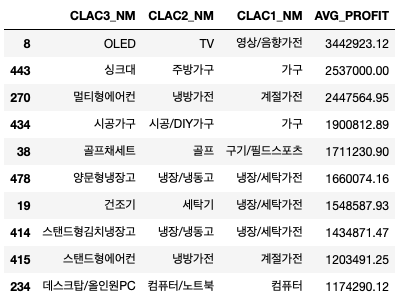 CLAC3_NM CLAC2_NM CLAC1_NM AVG_PROFIT
8 OLED TV 영상/음향가전 3442923.12
443 싱크대 주방가구 가구 2537000.00
270 멀티형에어컨 냉방가전 계절가전 2447564.95
434 시공가구 시공/DIY가구 가구 1900812.89
38 골프채세트 골프 구기/필드스포츠 1711230.90
478 양문형냉장고 냉장/냉동고 냉장/세탁가전 1660074.16
19 건조기 세탁기 냉장/세탁가전 1548587.93
414 스탠드형김치냉장고 냉장/냉동고 냉장/세탁가전 1434871.47
415 스탠드형에어컨 냉방가전 계절가전 1203491.25
234 데스크탑/올인원PC 컴퓨터/노트북 컴퓨터 1174290.12